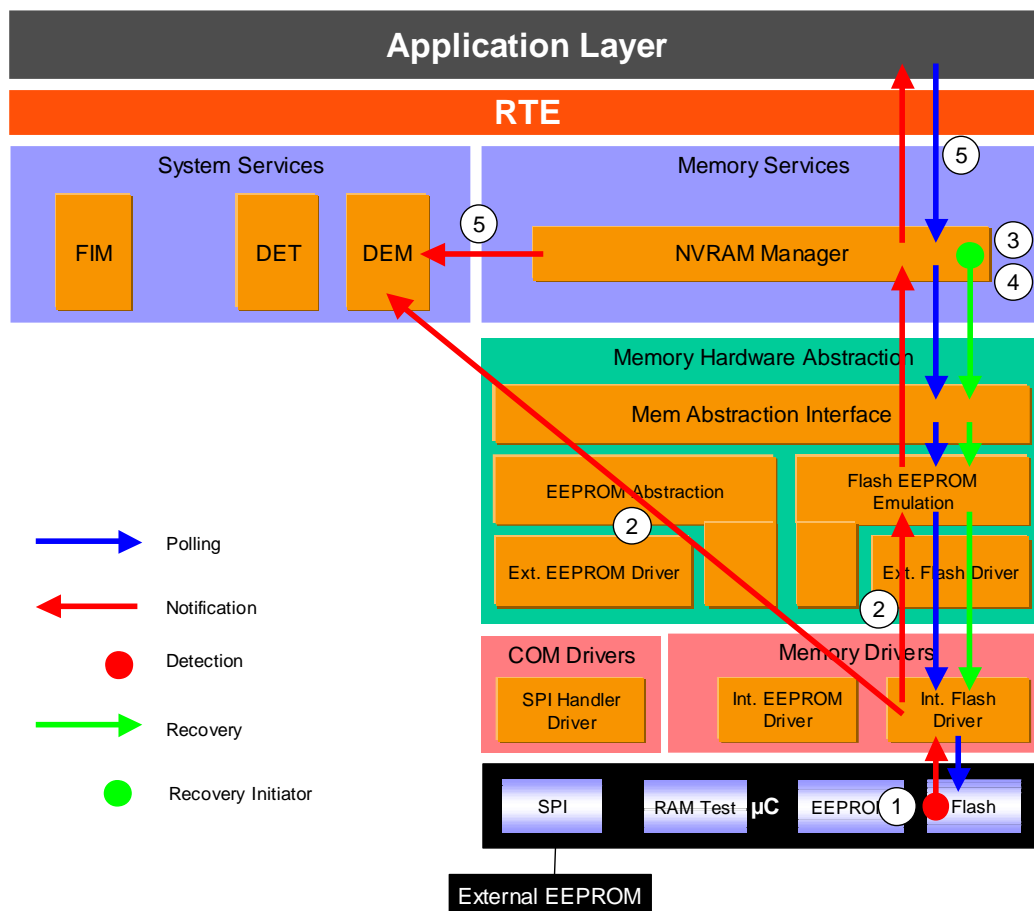 Application Layer
RTE
System Services
Memory Services
5
FIM
DET
DEM
5
NVRAM Manager
3
4
Memory Hardware Abstraction
Mem Abstraction Interface
EEPROM Abstraction
Flash EEPROM
Emulation
2
Ext. EEPROM Driver
Ext. Flash Driver
2
Polling
Notification
Detection
Recovery
Recovery Initiator
COM Drivers
Memory Drivers
SPI Handler
Driver
Int. EEPROM
Driver
Int. Flash
Driver
SPI
RAM Test
µC
EEPROM
1
Flash
External EEPROM